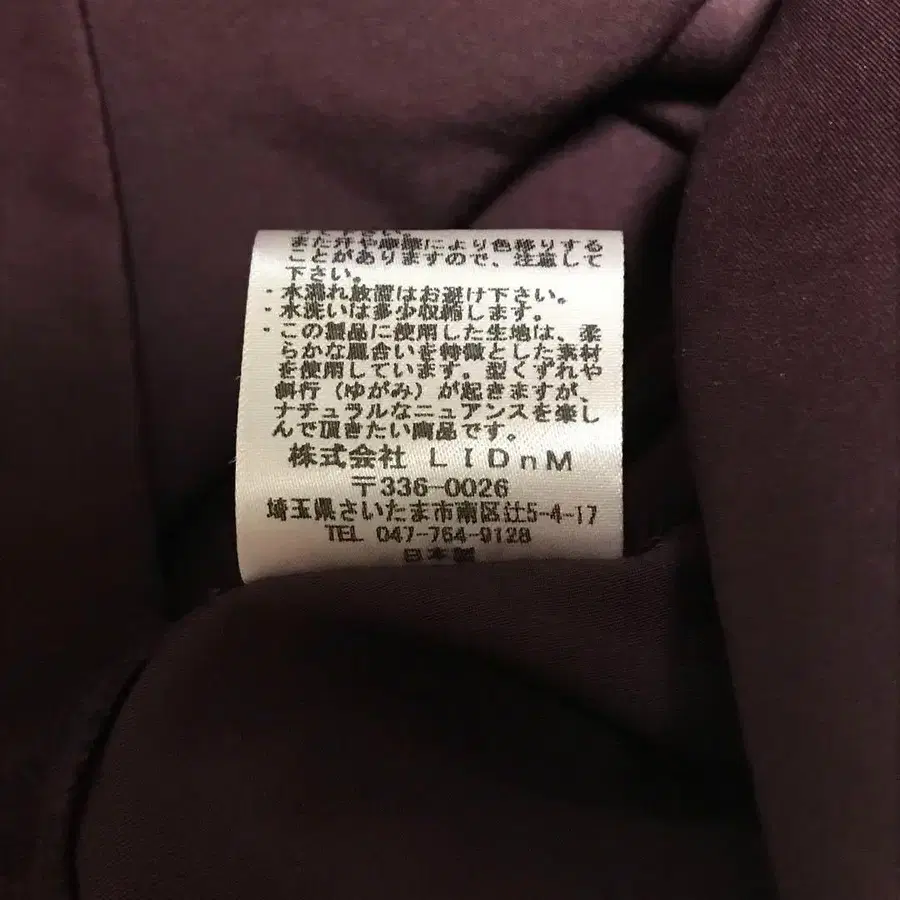 って下さい。
また汗や摩擦により色移りする
ことがありますので、注意して
下さい。
・水濡れ放置はお避け下さい。
・水洗いは多少収縮します。
・この製品に使用した生地は、柔
らかな風合いを特徴とした素材
を使用しています。型くずれや
斜行（ゆがみ）が起きますが、
ナチュラルなニュアンスを楽し
んで頂きたい商品です。
株式会社 LIDnM
〒336-0026
埼玉県さいたま市南区辻5-4-17
TEL 047-764-9128
日本製